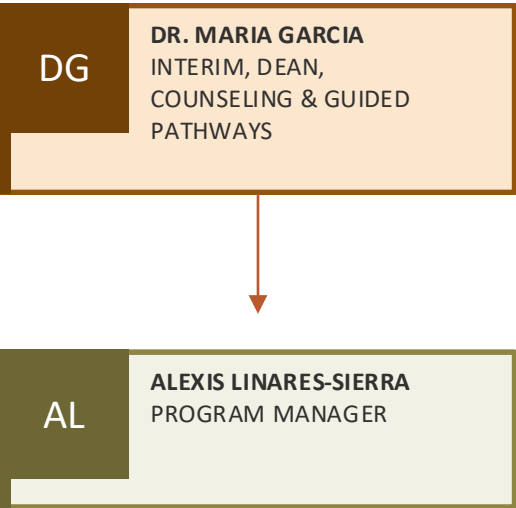 DG
DR. MARIA GARCIA
INTERIM, DEAN,
COUNSELING & GUIDED
PATHWAYS
AL
ALEXIS LINARES-SIERRA
PROGRAM MANAGER